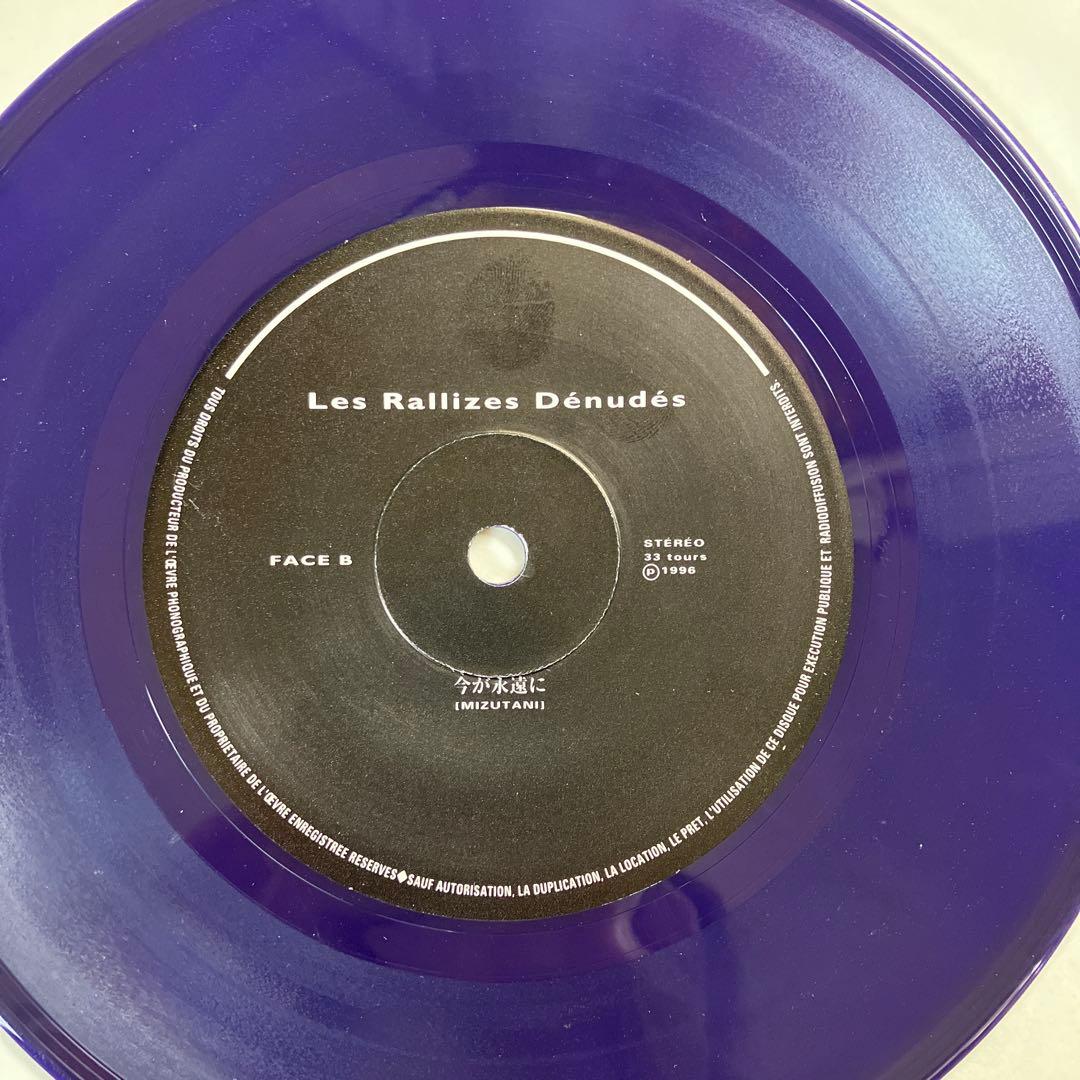 Les Rallizes Dénudés
FACE B
STÉRÉO
33 tours
℗1996
今が永遠に
[MIZUTANI]
TOUS DROITS DU PRODUCTEUR DE L'ŒVRE PHONOGRAPHIQUE ET DU PROPRIETAIRE DE L'ŒVRE ENREGISTREE RESERVES◆SAUF AUTORISATION, LA DUPLICATION, LA LOCATION, LE PRET, L'UTILISATION DE CE DISQUE POUR EXECUTION PUBLIQUE ET RADIODIFFUSION SONT INTERDITS.